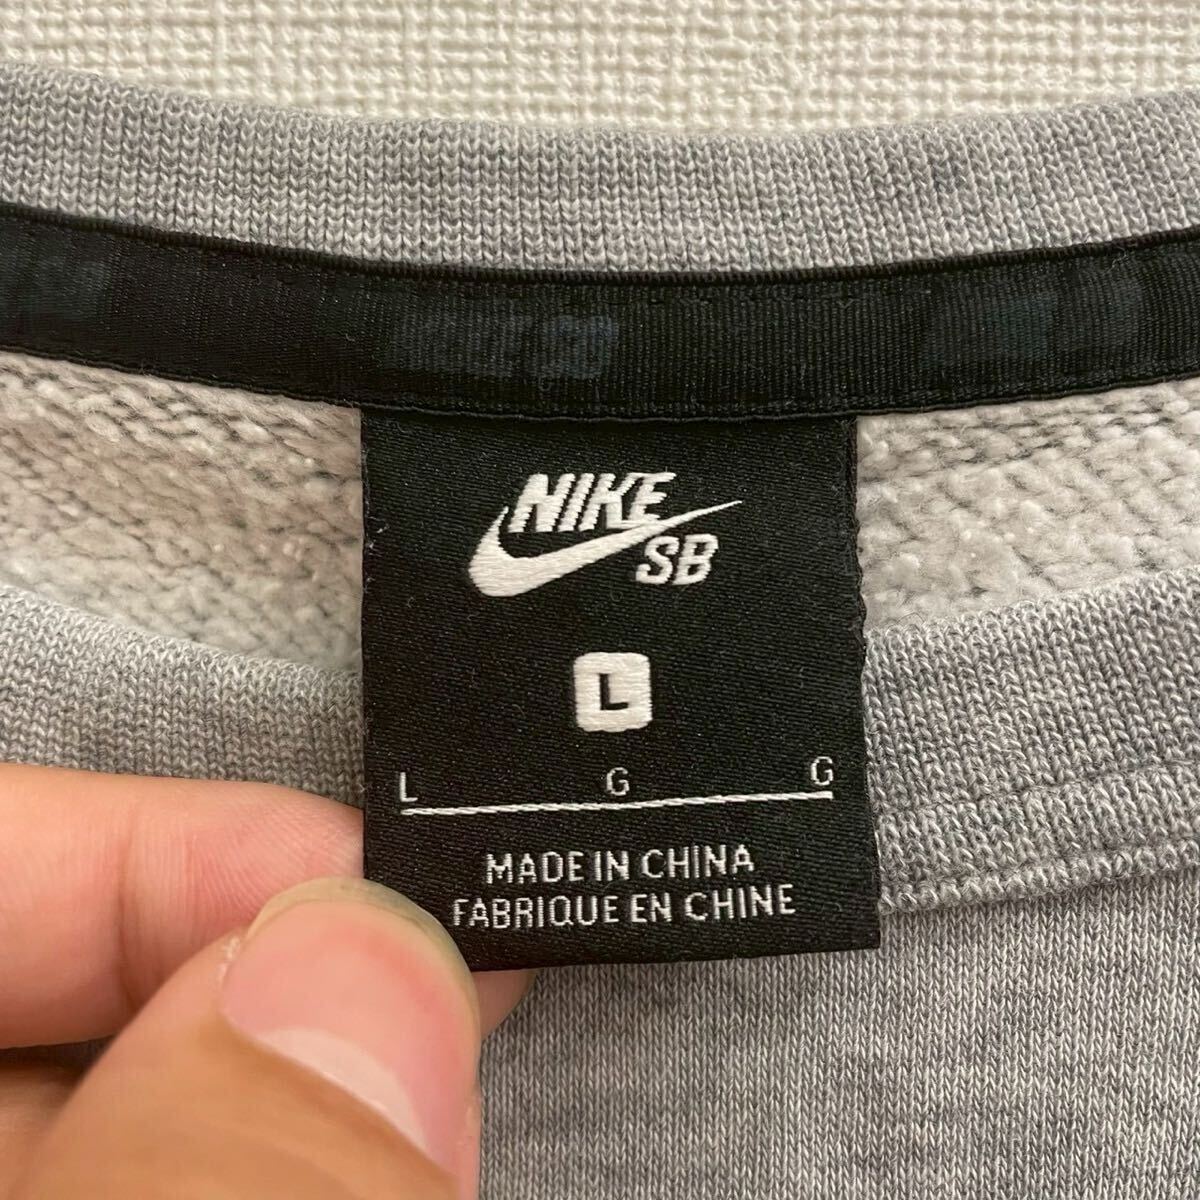 NIKE
SB
L
L G G
MADE IN CHINA
FABRIQUE EN CHINE